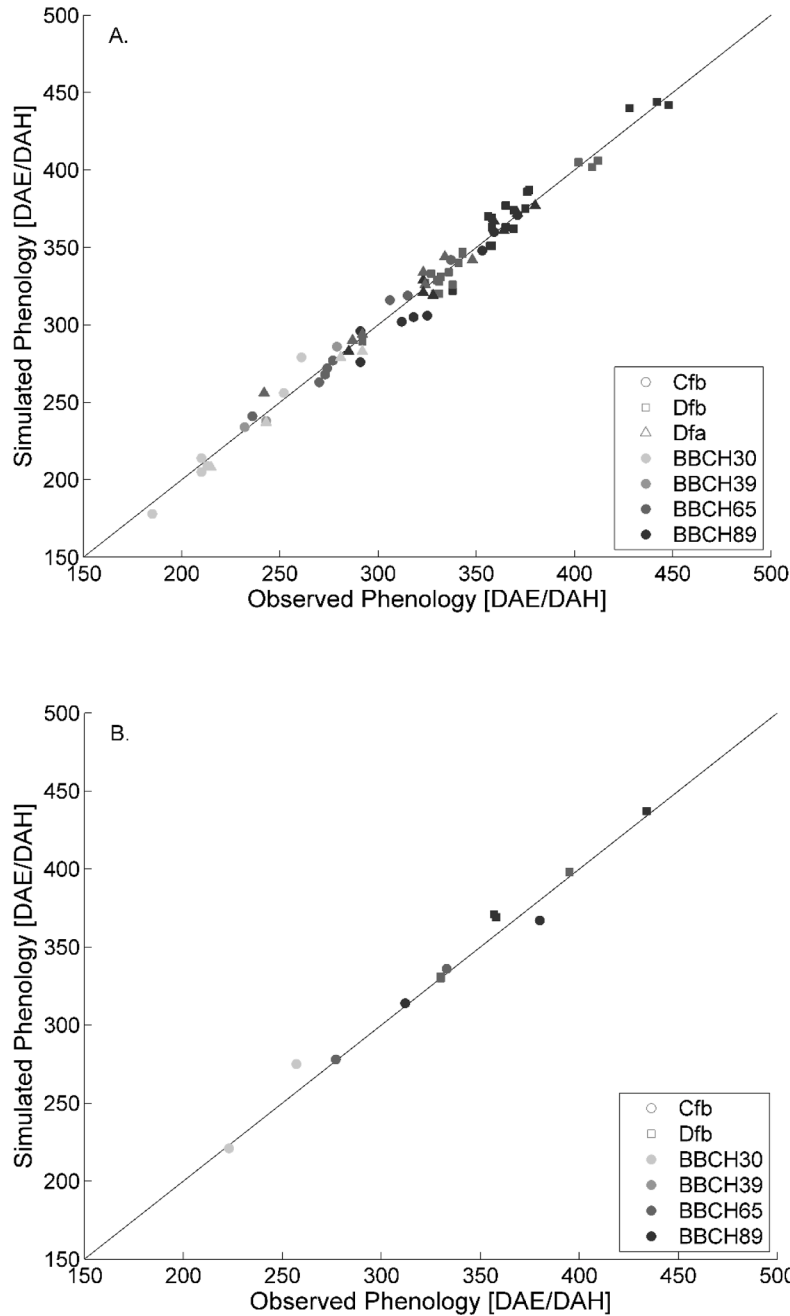 A.
500
450
400
350
300
250
200
150
Simulated Phenology [DAE/DAH]
Cfb
Dfb
Dfa
BBCH30
BBCH39
BBCH65
BBCH89
150 200 250 300 350 400 450 500
Observed Phenology [DAE/DAH]
B.
500
450
400
350
300
250
200
150
Simulated Phenology [DAE/DAH]
Cfb
Dfb
BBCH30
BBCH39
BBCH65
BBCH89
150 200 250 300 350 400 450 500
Observed Phenology [DAE/DAH]